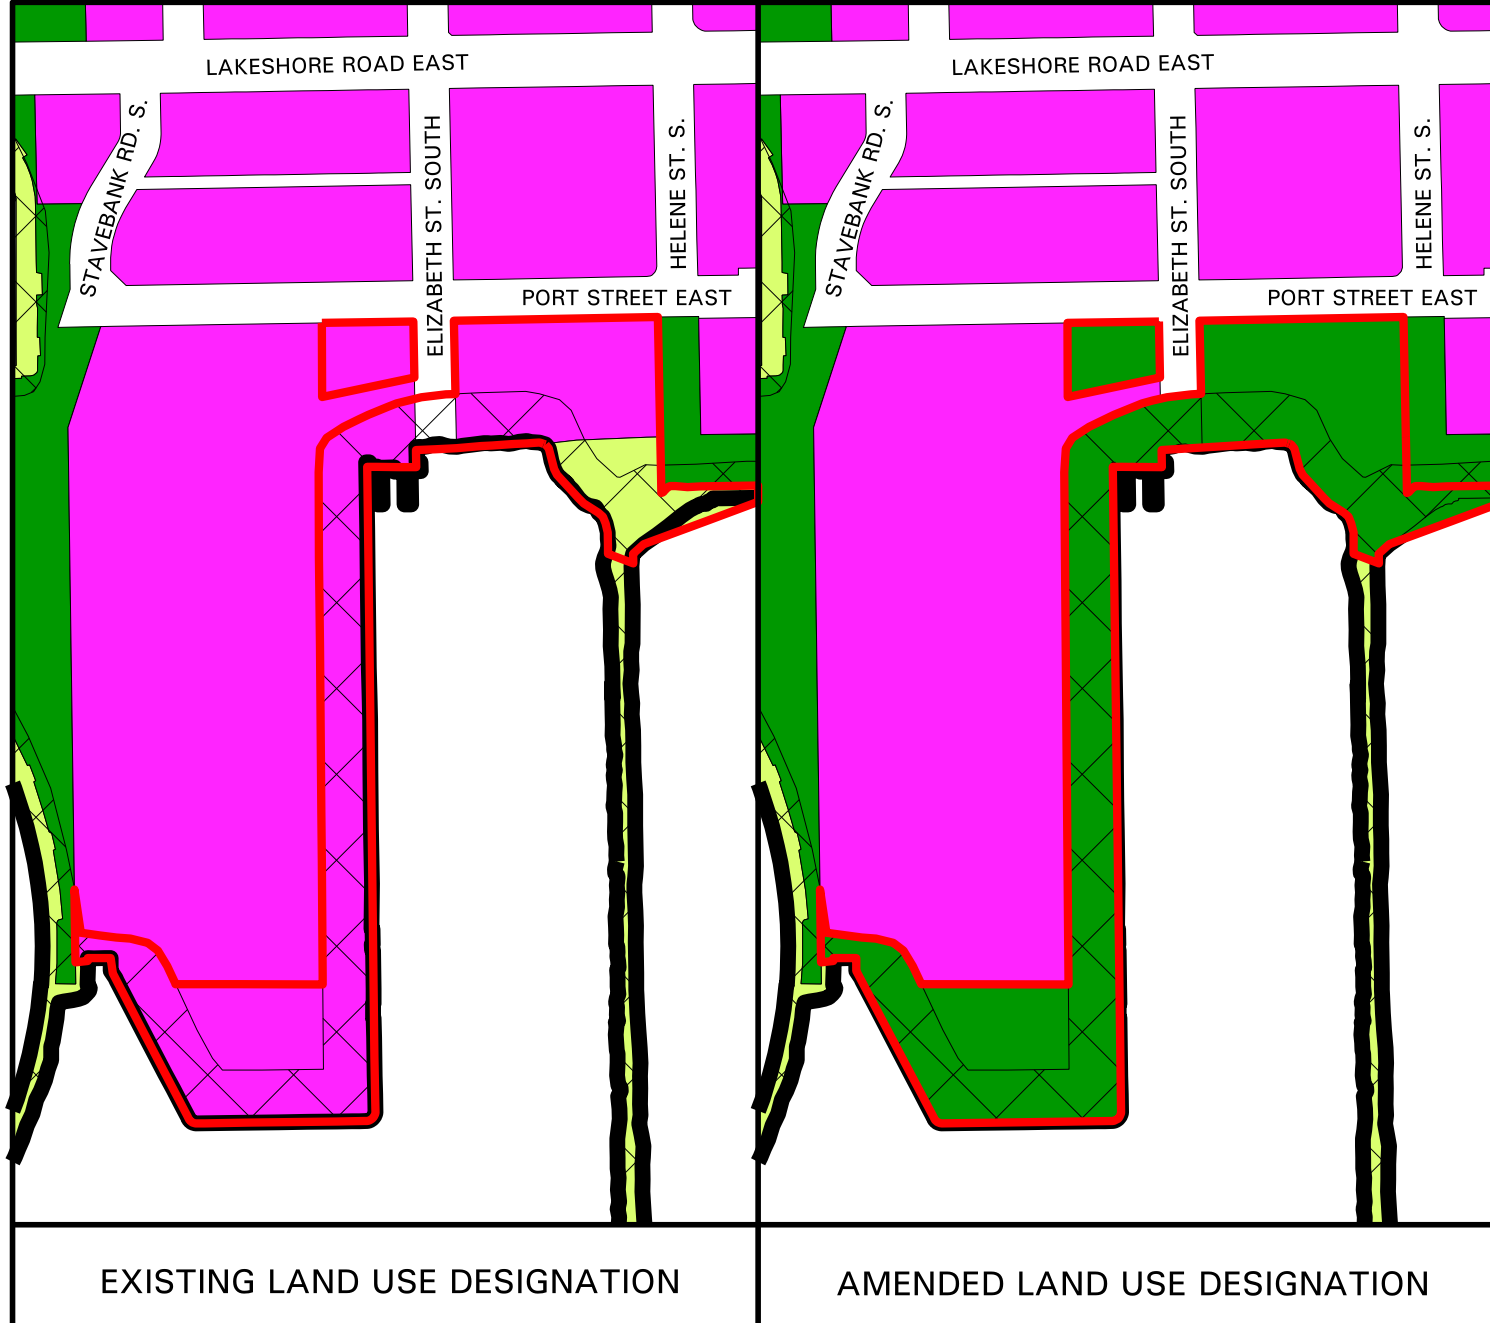 LAKESHORE ROAD EAST
STAVEBANK RD. S.
ELIZABETH ST. SOUTH
HELENE ST. S.
PORT STREET EAST
EXISTING LAND USE DESIGNATION
LAKESHORE ROAD EAST
STAVEBANK RD. S.
ELIZABETH ST. SOUTH
HELENE ST. S.
PORT STREET EAST
AMENDED LAND USE DESIGNATION